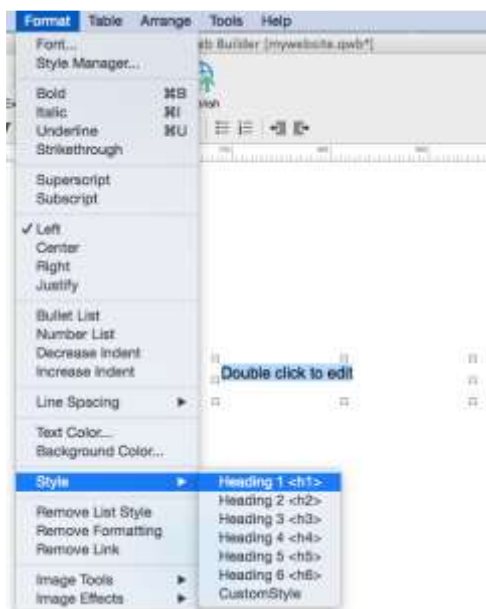 Format Table Arrange Tools Help
Builder [mywebsite.qwb*]
Font...
Style Manager...
Bold ⌘B
Italic ⌘I
Underline ⌘U
Strikethrough
Superscript
Subscript
✓ Left
Center
Right
Justify
Bullet List
Number List
Decrease Indent
Increase Indent
Double click to edit
Line Spacing ▶
Text Color...
Background Color...
Style ▶
Heading 1 <h1>
Heading 2 <h2>
Heading 3 <h3>
Heading 4 <h4>
Heading 5 <h5>
Heading 6 <h6>
CustomStyle
Remove List Style
Remove Formatting
Remove Link
Image Tools ▶
Image Effects ▶